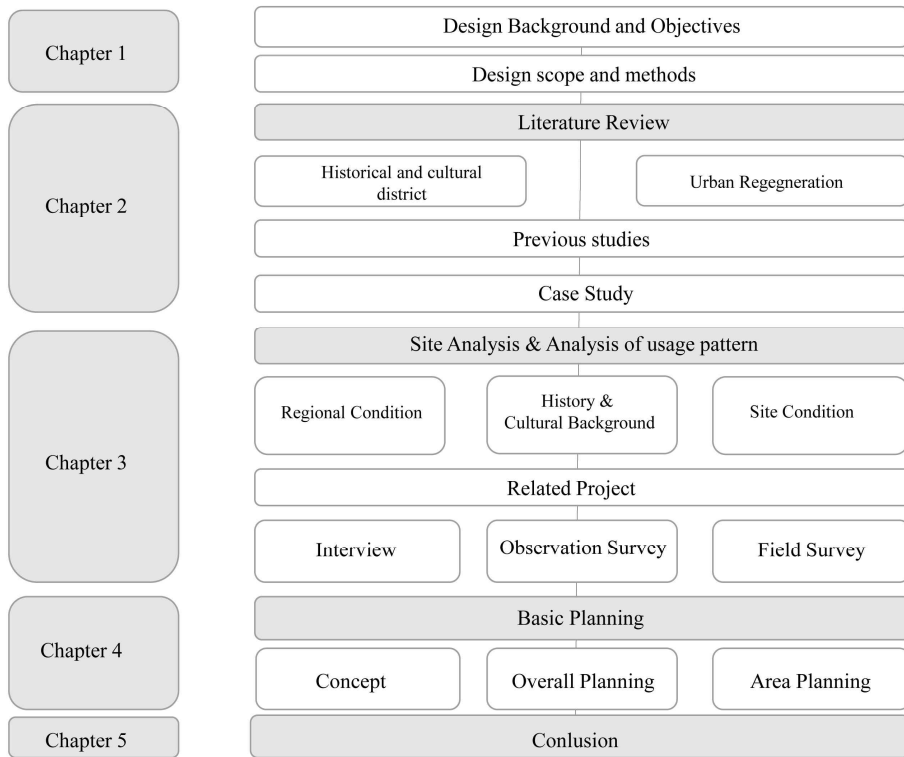 Chapter 1
Design Background and Objectives
Design scope and methods
Chapter 2
Literature Review
Historical and cultural
district
Urban Regegneration
Previous studies
Case Study
Chapter 3
Site Analysis & Analysis of usage pattern
Regional Condition
History &
Cultural Background
Site Condition
Related Project
Interview
Observation Survey
Field Survey
Chapter 4
Basic Planning
Concept
Overall Planning
Area Planning
Chapter 5
Conlusion